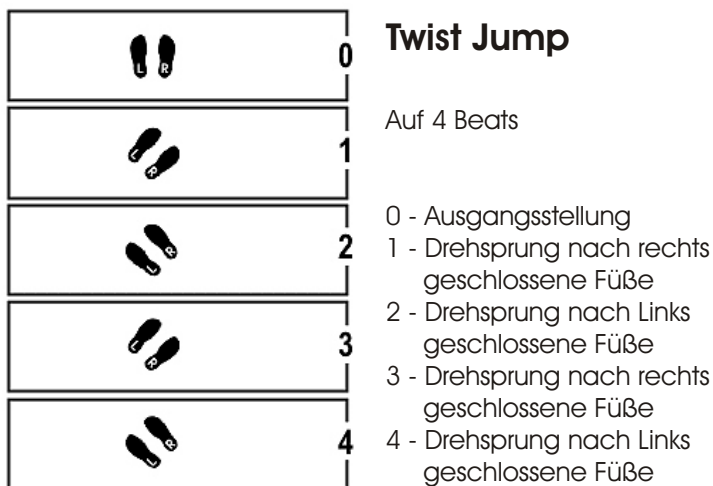 Twist Jump
Auf 4 Beats
0 - Ausgangsstellung
1 - Drehsprung nach rechts
geschlossene Füße
2 - Drehsprung nach Links
geschlossene Füße
3 - Drehsprung nach rechts
geschlossene Füße
4 - Drehsprung nach Links
geschlossene Füße
L R 0
L R 1
L R 2
L R 3
L R 4